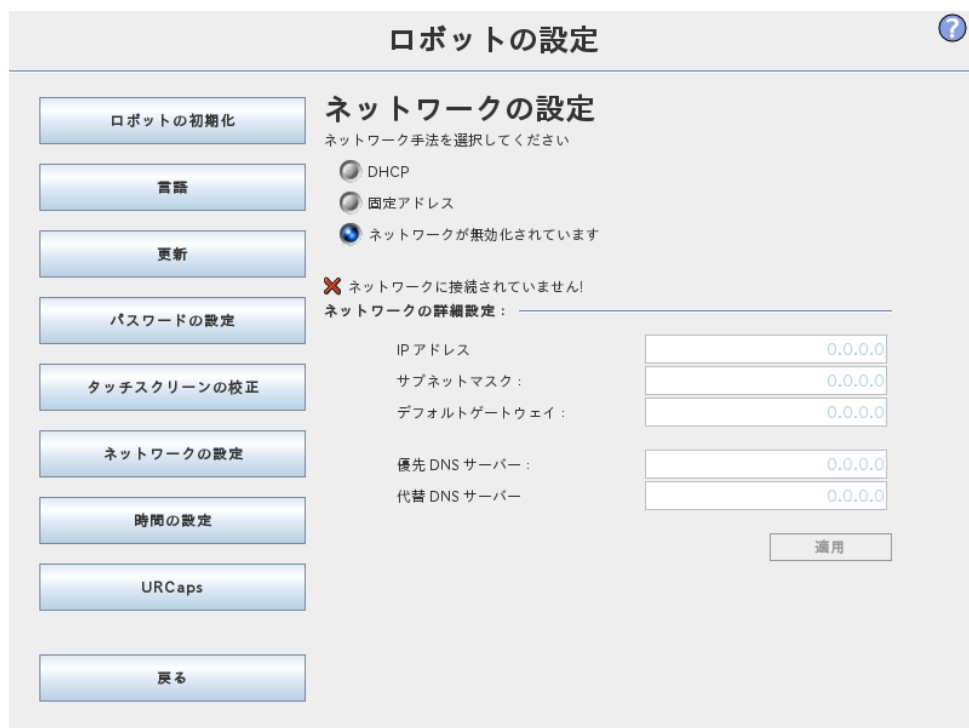 ロボットの設定
?
ロボットの初期化
言語
更新
パスワードの設定
タッチスクリーンの校正
ネットワークの設定
時間の設定
URCaps
戻る
ネットワークの設定
ネットワーク手法を選択してください
DHCP
固定アドレス
ネットワークが無効化されています
ネットワークに接続されていません!
ネットワークの詳細設定：
IP アドレス 0.0.0.0
サブネットマスク： 0.0.0.0
デフォルトゲートウェイ： 0.0.0.0
優先 DNS サーバー： 0.0.0.0
代替 DNS サーバー 0.0.0.0
適用